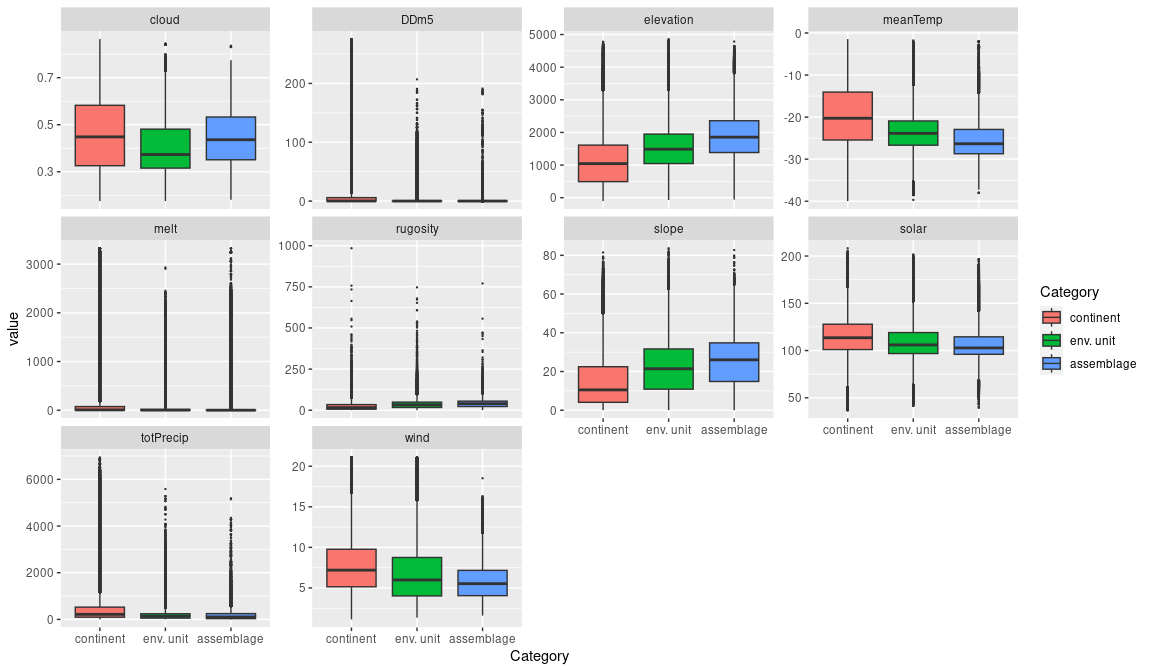 cloud
DDm5
elevation
meanTemp
0.7
0.5
0.3
200
100
0
5000
4000
3000
2000
1000
0
0
-10
-20
-30
-40
melt
rugosity
slope
solar
3000
2000
1000
0
1000
750
500
250
0
80
60
40
20
0
200
150
100
50
continent env. unit assemblage
continent env. unit assemblage
totPrecip
wind
6000
4000
2000
0
20
15
10
5
continent env. unit assemblage
continent env. unit assemblage
value
Category
Category
continent
env. unit
assemblage